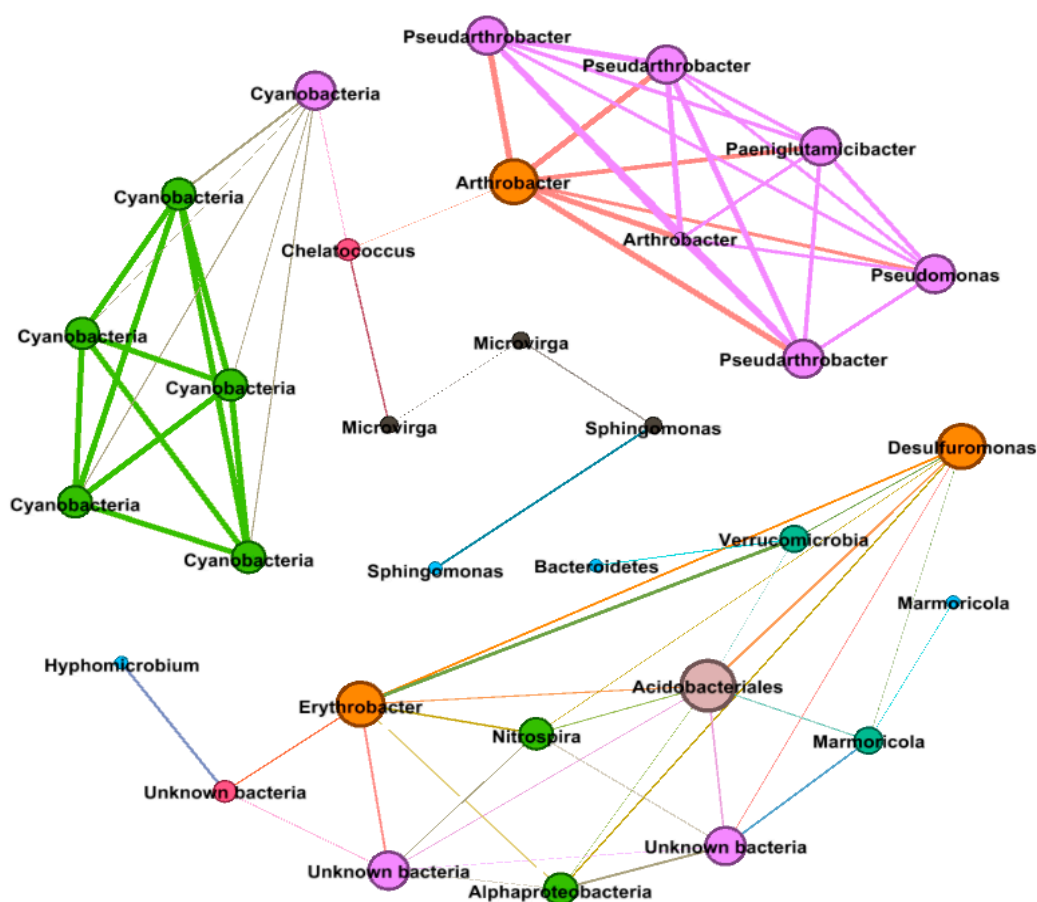 Pseudarthrobacter
Pseudarthrobacter
Cyanobacteria
Paeniglutamicibacter
Arthrobacter
Cyanobacteria
Arthrobacter
Chelatococcus
Pseudomonas
Cyanobacteria
Microvirga
Pseudarthrobacter
Cyanobacteria
Microvirga
Sphingomonas
Desulfuromonas
Cyanobacteria
Verrucomicrobia
Cyanobacteria
Sphingomonas
Bacteroidetes
Marmoricola
Hyphomicrobium
Acidobacteriales
Erythrobacter
Nitrospira
Marmoricola
Unknown bacteria
Unknown bacteria
Unknown bacteria
Alphaproteobacteria